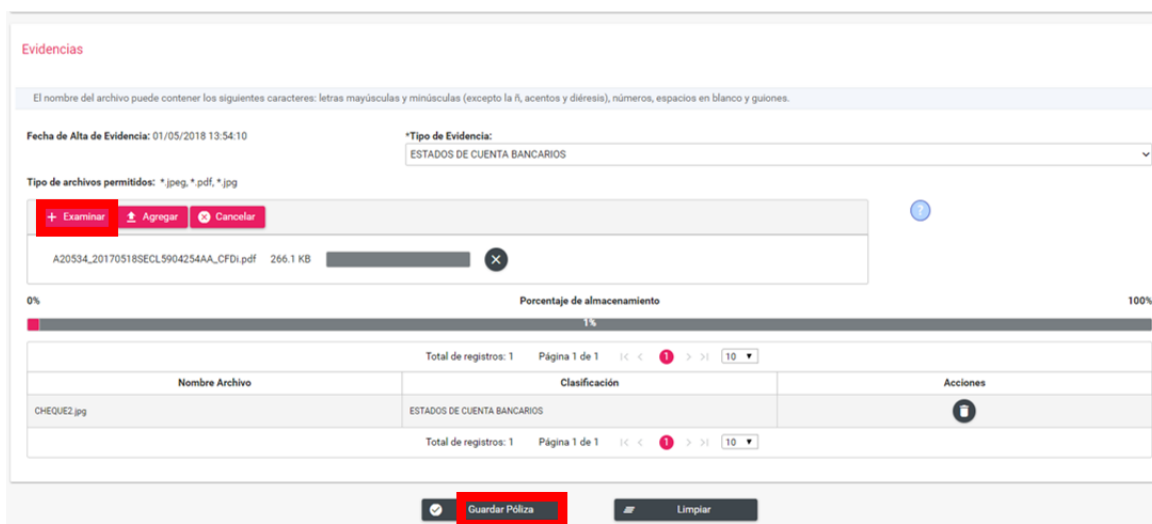 Evidencias
El nombre del archivo puede contener los siguientes caracteres: letras mayúsculas y minúsculas (excepto la ñ, acentos y diéresis), números, espacios en blanco y guiones.
Fecha de Alta de Evidencia: 01/05/2018 13:54:10
*Tipo de Evidencia:
ESTADOS DE CUENTA BANCARIOS
Tipo de archivos permitidos: *.jpeg, *.pdf, *.jpg
+ Examinar Agregar Cancelar
?
A20534_20170518SECL5904254AA_CFDi.pdf 266.1 KB
0% Porcentaje de almacenamiento 100%
1%
Total de registros: 1 Página 1 de 1 |< < 1 > >| 10
Nombre Archivo Clasificación Acciones
CHEQUE2.jpg ESTADOS DE CUENTA BANCARIOS
Total de registros: 1 Página 1 de 1 |< < 1 > >| 10
Guardar Póliza Limpiar